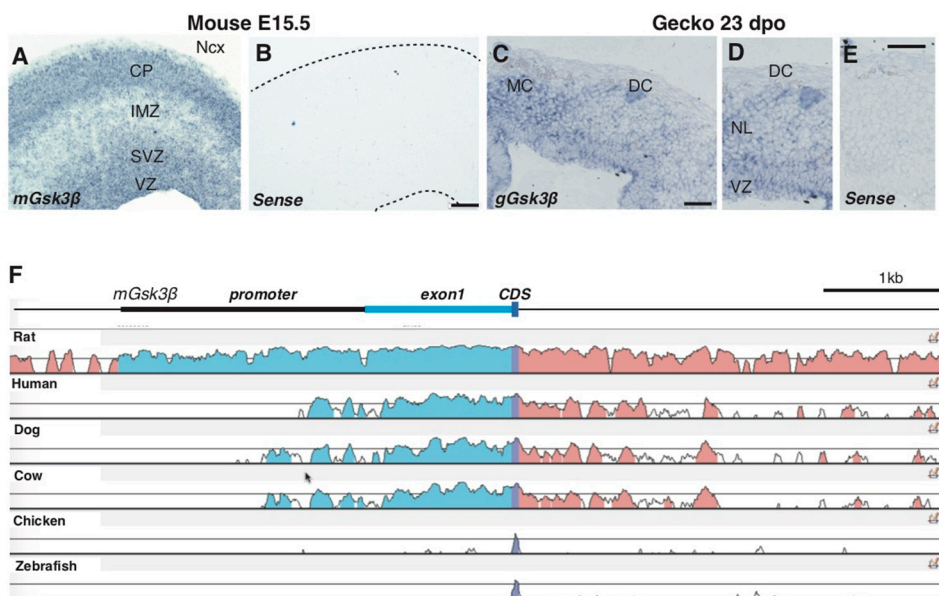 Mouse E15.5 Gecko 23 dpo
A Ncx B C D E
CP DC DC
MC
IMZ
NL
SVZ
VZ VZ
mGsk3β Sense gGsk3β Sense
F
1kb
mGsk3β promoter exon1 CDS
Rat
Human
Dog
Cow
Chicken
Zebrafish